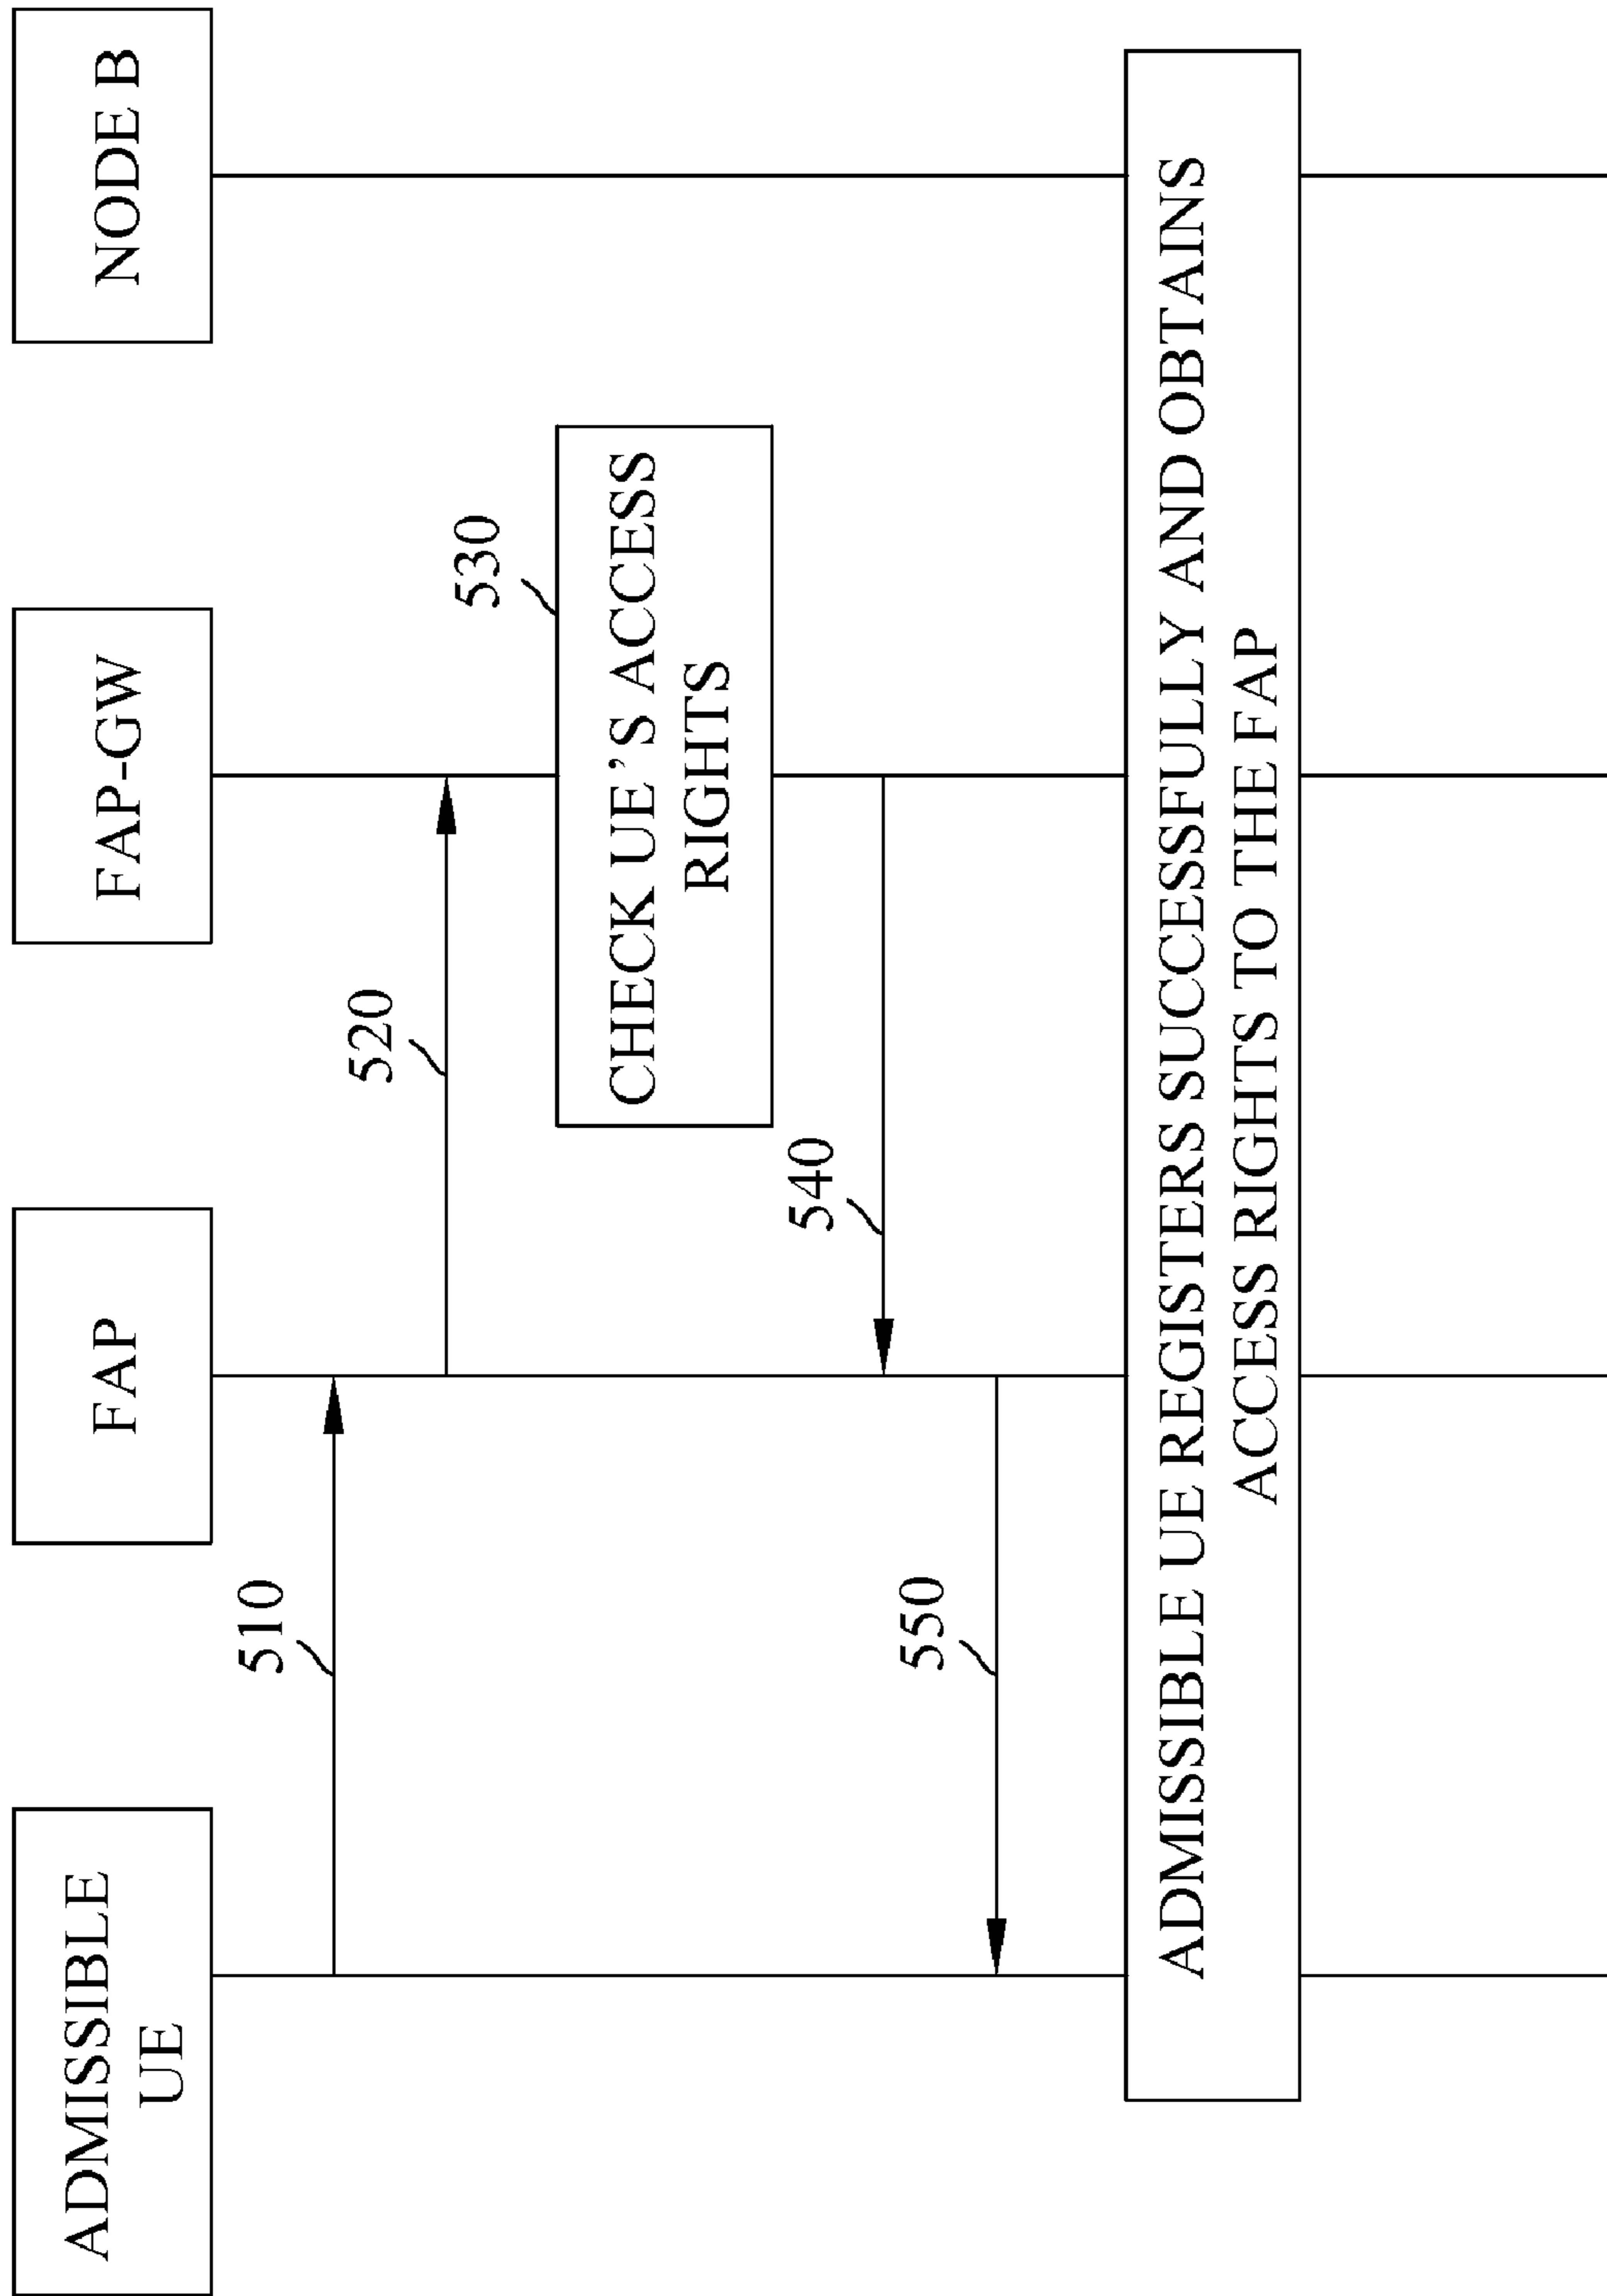 ADMISSIBLE
UE
FAP
FAP-GW
NODE B
510
520
530
CHECK UE’S ACCESS
RIGHTS
540
550
ADMISSIBLE UE REGISTERS SUCCESSFULLY AND OBTAINS
ACCESS RIGHTS TO THE FAP